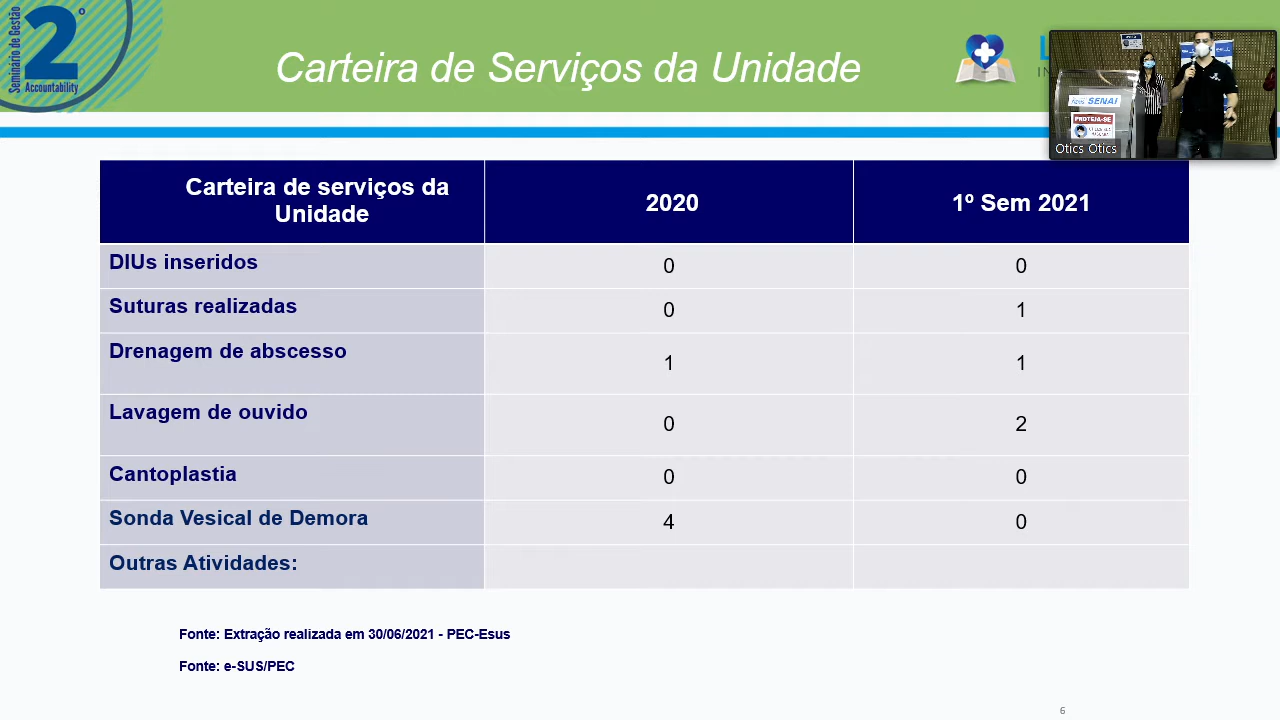 Seminário de Gestão
2º
Accountability
Carteira de Serviços da Unidade
SENAI
PROTEJA-SE
Otics Otics
Carteira de serviços da Unidade 2020 1º Sem 2021
DIUs inseridos 0 0
Suturas realizadas 0 1
Drenagem de abscesso 1 1
Lavagem de ouvido 0 2
Cantoplastia 0 0
Sonda Vesical de Demora 4 0
Outras Atividades:
Fonte: Extração realizada em 30/06/2021 - PEC-Esus
Fonte: e-SUS/PEC
6